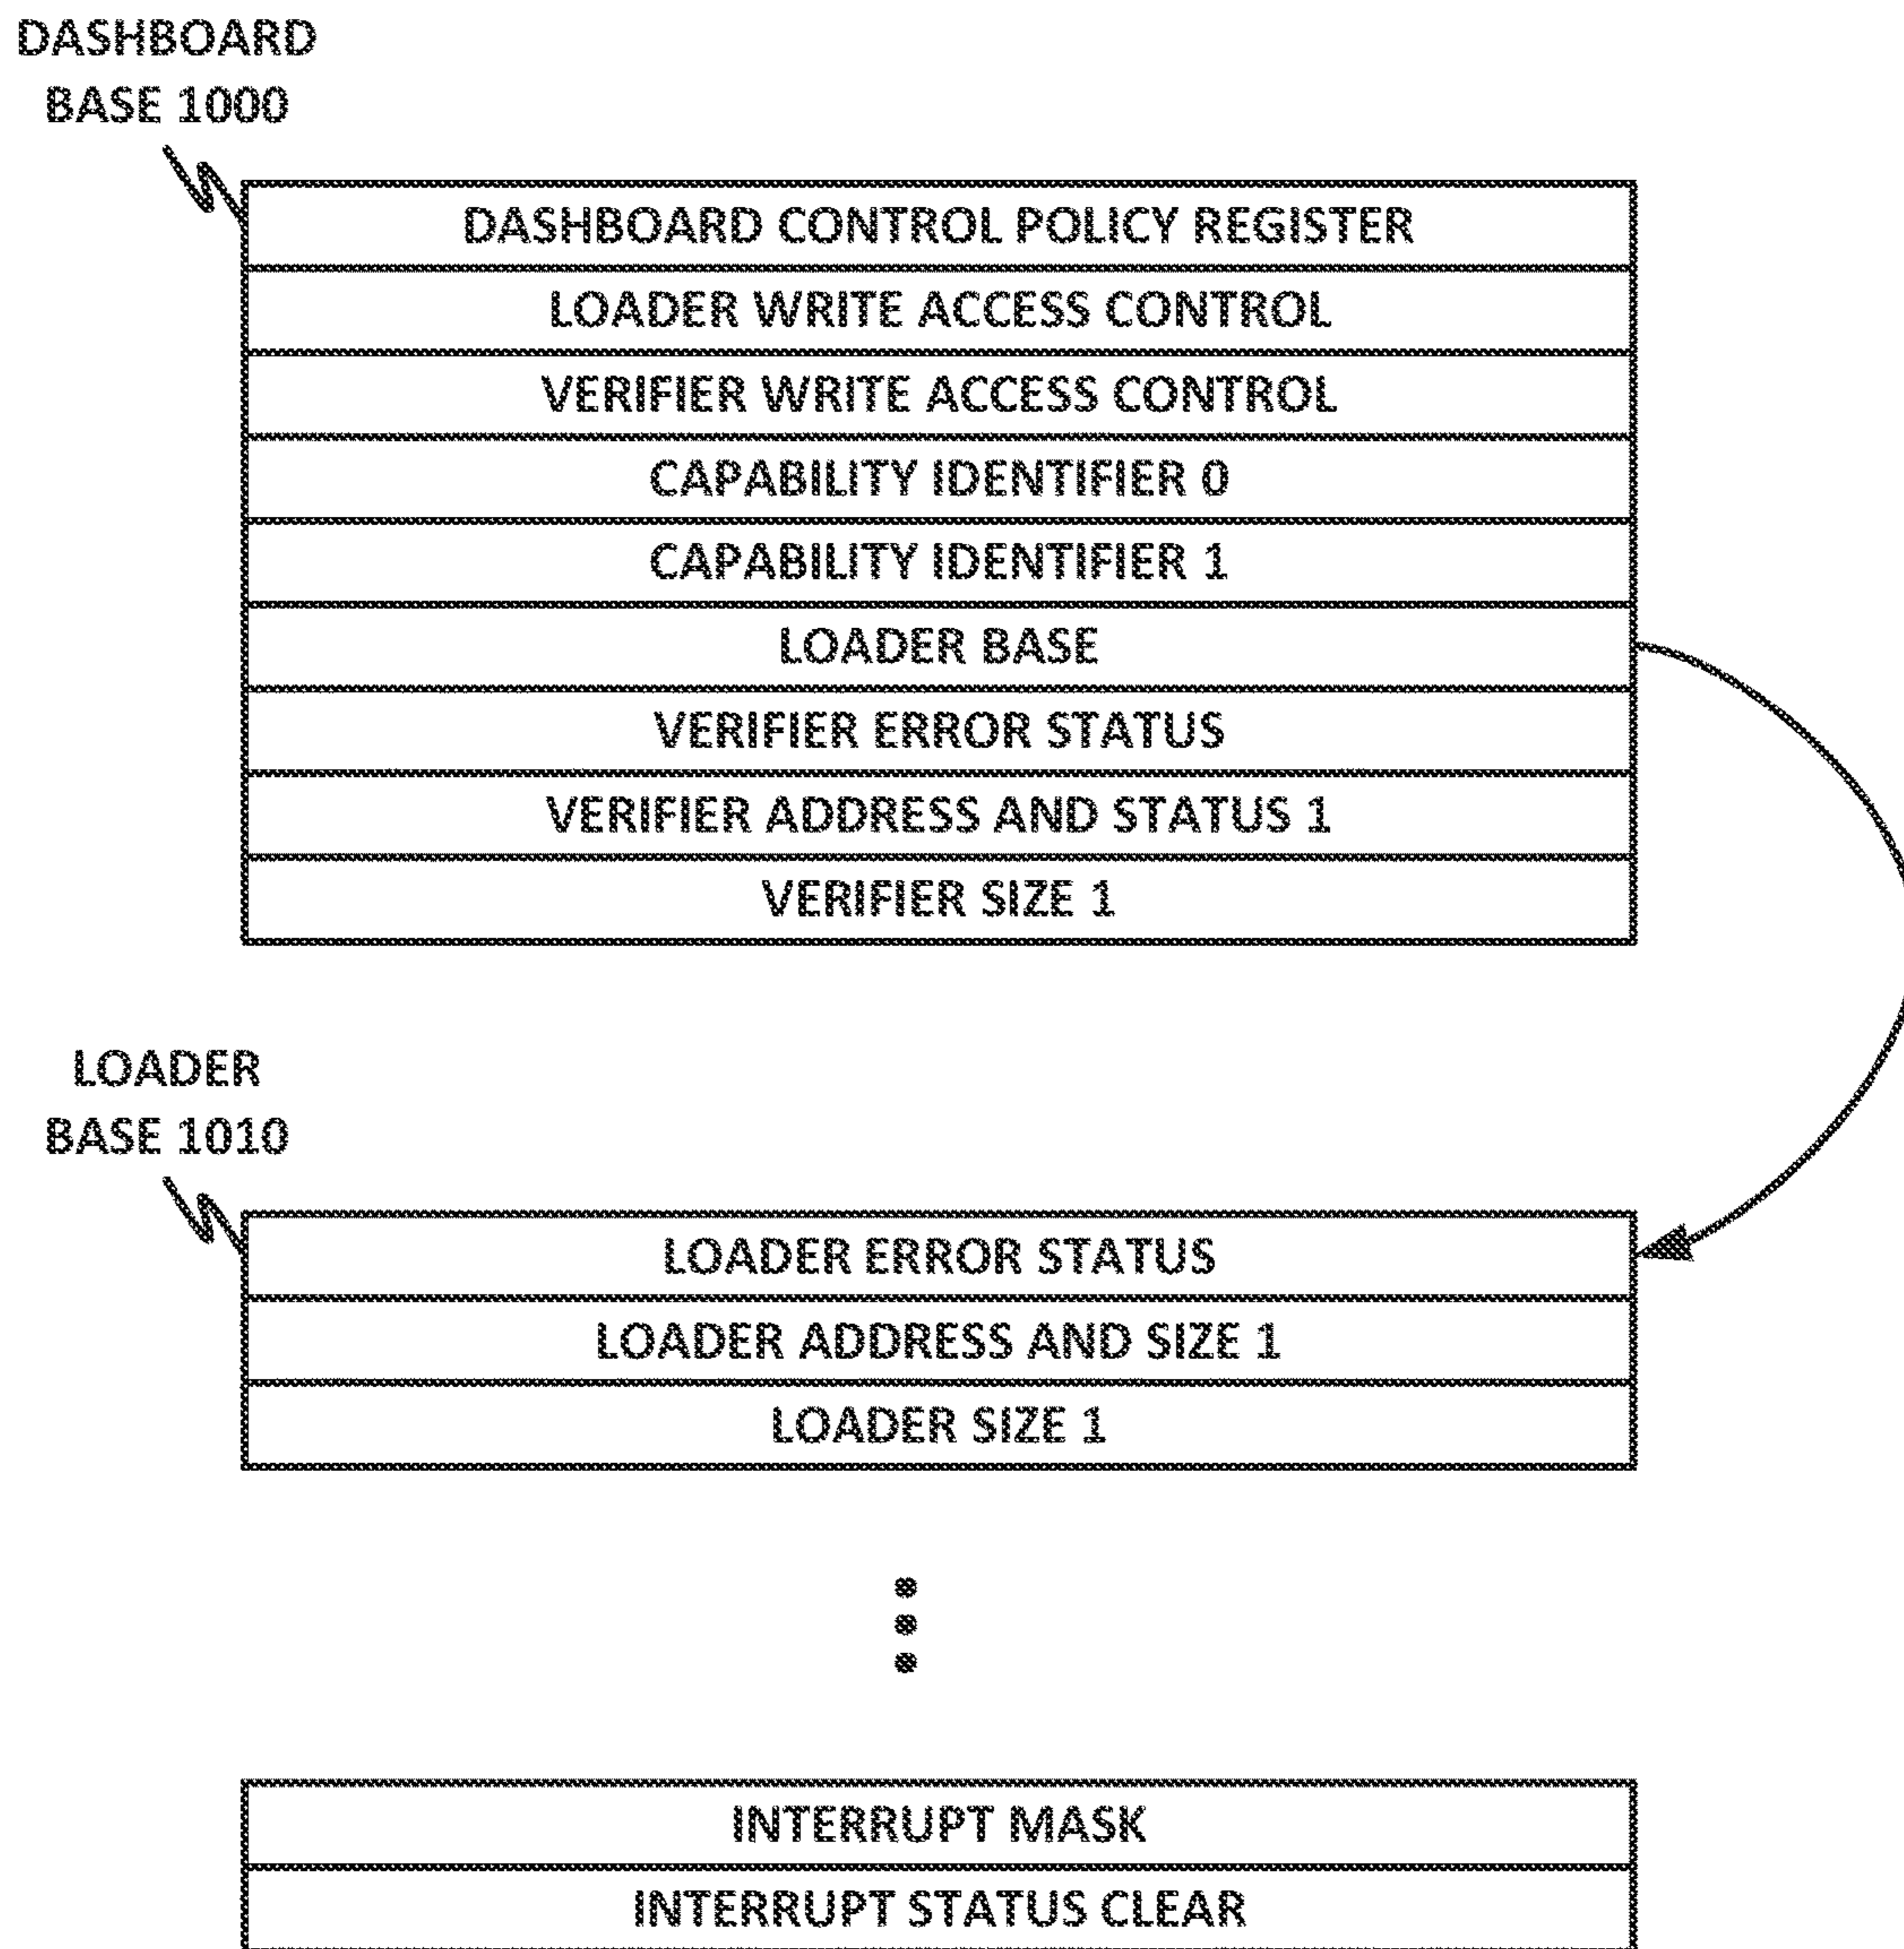 DASHBOARD
BASE 1000
DASHBOARD CONTROL POLICY REGISTER
LOADER WRITE ACCESS CONTROL
VERIFIER WRITE ACCESS CONTROL
CAPABILITY IDENTIFIER 0
CAPABILITY IDENTIFIER 1
LOADER BASE
VERIFIER ERROR STATUS
VERIFIER ADDRESS AND STATUS 1
VERIFIER SIZE 1
LOADER
BASE 1010
LOADER ERROR STATUS
LOADER ADDRESS AND SIZE 1
LOADER SIZE 1
INTERRUPT MASK
INTERRUPT STATUS CLEAR